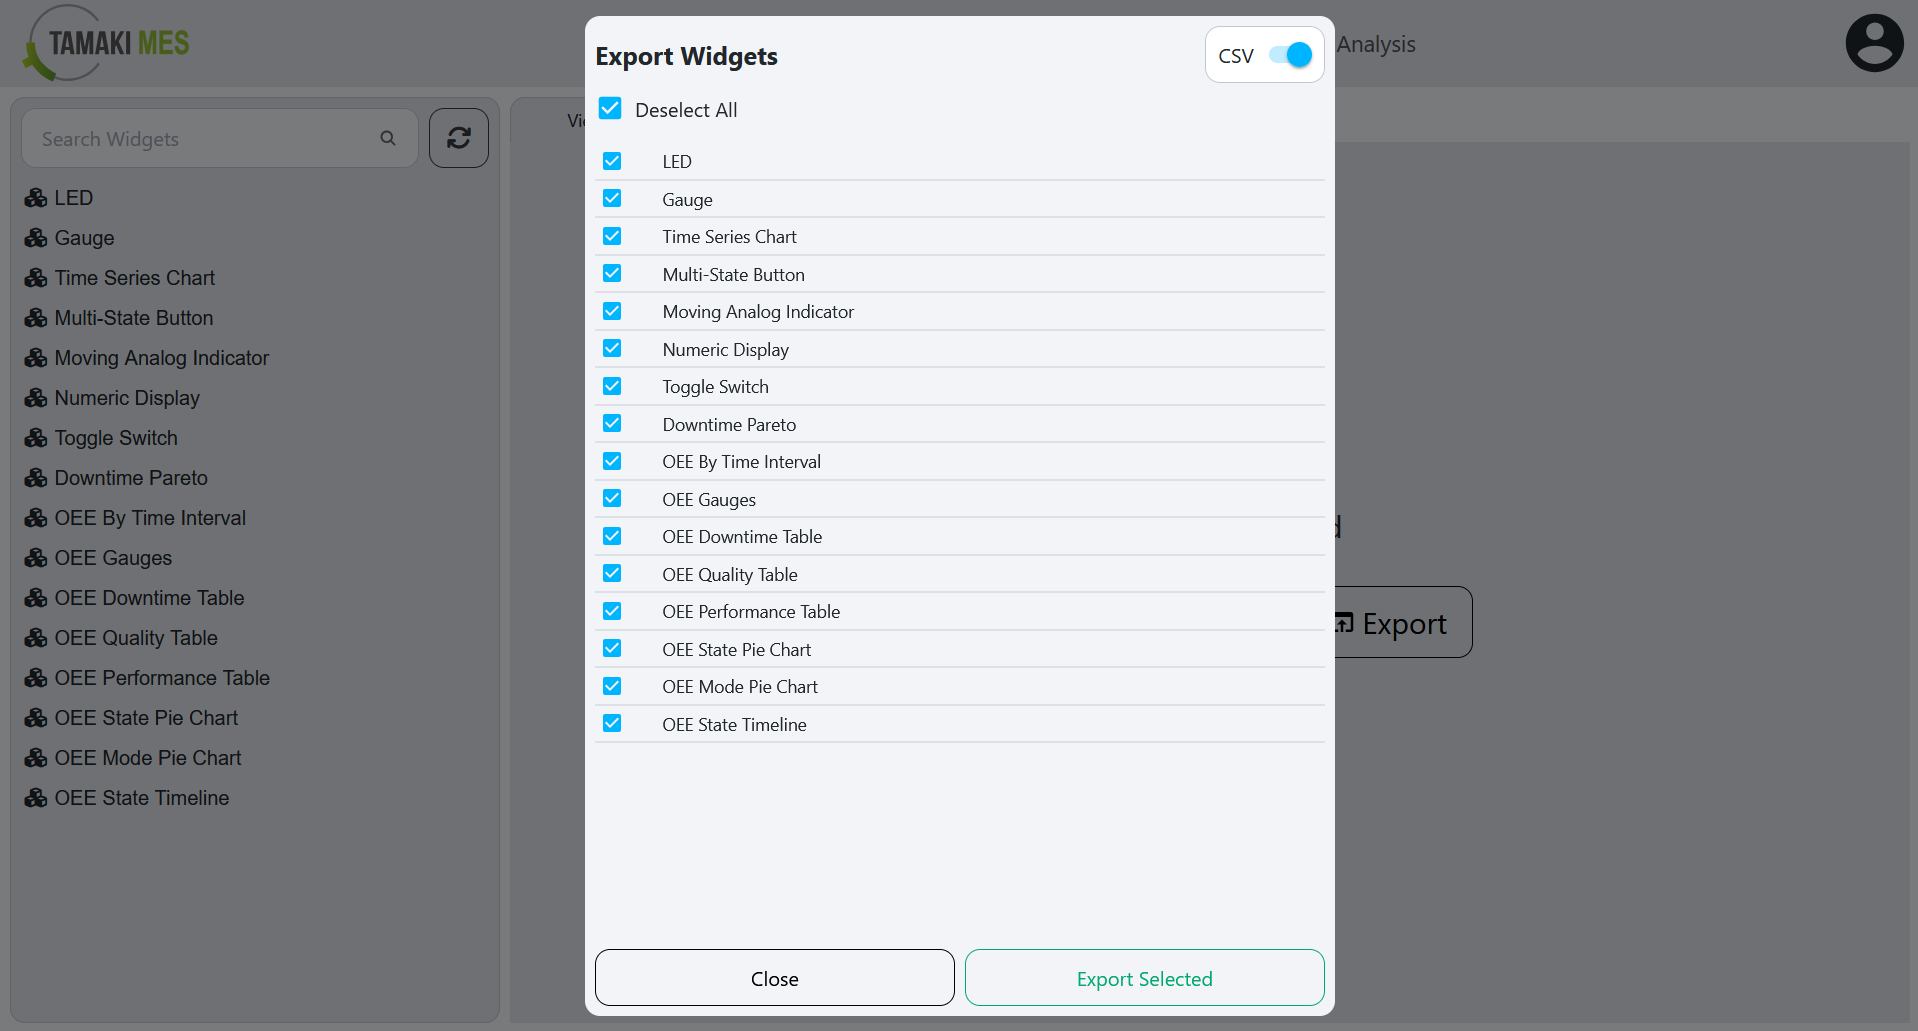 TAMAKI MES
Analysis
Search Widgets
LED
Gauge
Time Series Chart
Multi-State Button
Moving Analog Indicator
Numeric Display
Toggle Switch
Downtime Pareto
OEE By Time Interval
OEE Gauges
OEE Downtime Table
OEE Quality Table
OEE Performance Table
OEE State Pie Chart
OEE Mode Pie Chart
OEE State Timeline
Export Widgets
CSV
Deselect All
LED
Gauge
Time Series Chart
Multi-State Button
Moving Analog Indicator
Numeric Display
Toggle Switch
Downtime Pareto
OEE By Time Interval
OEE Gauges
OEE Downtime Table
OEE Quality Table
OEE Performance Table
OEE State Pie Chart
OEE Mode Pie Chart
OEE State Timeline
Close
Export Selected
Export